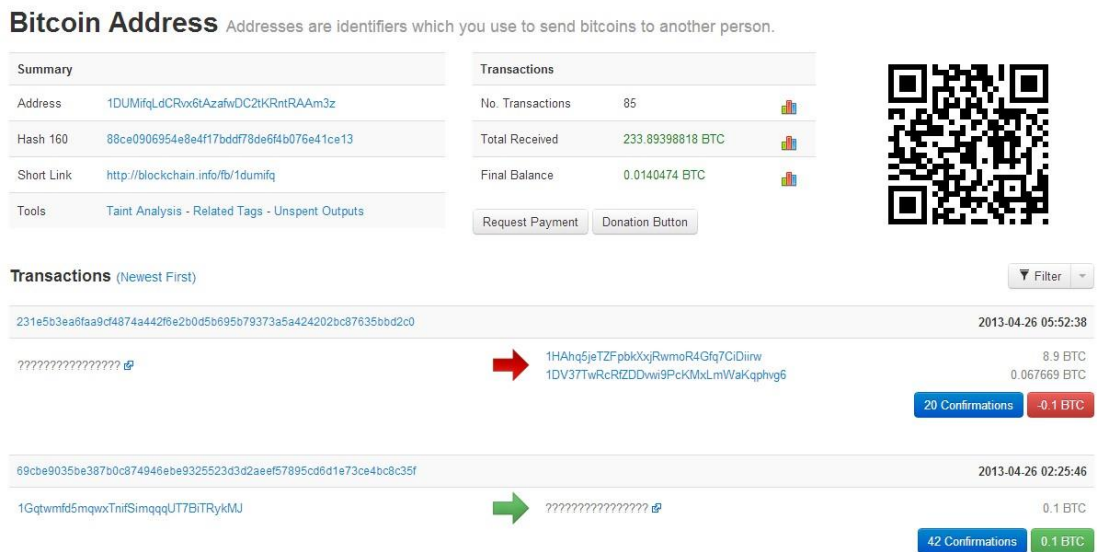 Bitcoin Address Addresses are identifiers which you use to send bitcoins to another person.
Summary
Address 1DUMifqLdCRvx6tAzafwDC2tKRntRAAm3z
Hash 160 88ce0906954e8e4f17bddf78de6f4b076e41ce13
Short Link http://blockchain.info/fb/1dumifq
Tools Taint Analysis - Related Tags - Unspent Outputs
Transactions
No. Transactions 85
Total Received 233.89398818 BTC
Final Balance 0.0140474 BTC
Request Payment Donation Button
Transactions (Newest First)
Filter
231e5b3ea6faa9cf4874a442f6e2b0d5b695b79373a5a424202bc87635bbd2c0 2013-04-26 05:52:38
???????????????? 1HAhq5jeTZFpbkXxjRwmoR4Gfq7CiDiirw 8.9 BTC
1DV37TwRcRfZDDvwi9PcKMxLmWaKqphvg6 0.067669 BTC
20 Confirmations -0.1 BTC
69cbe9035be387b0c874946ebe9325523d3d2aeef57895cd6d1e73ce4bc8c35f 2013-04-26 02:25:46
1Gqtwmfd5mqwxTnifSimqqqUT7BiTRykMJ ???????????????? 0.1 BTC
42 Confirmations 0.1 BTC